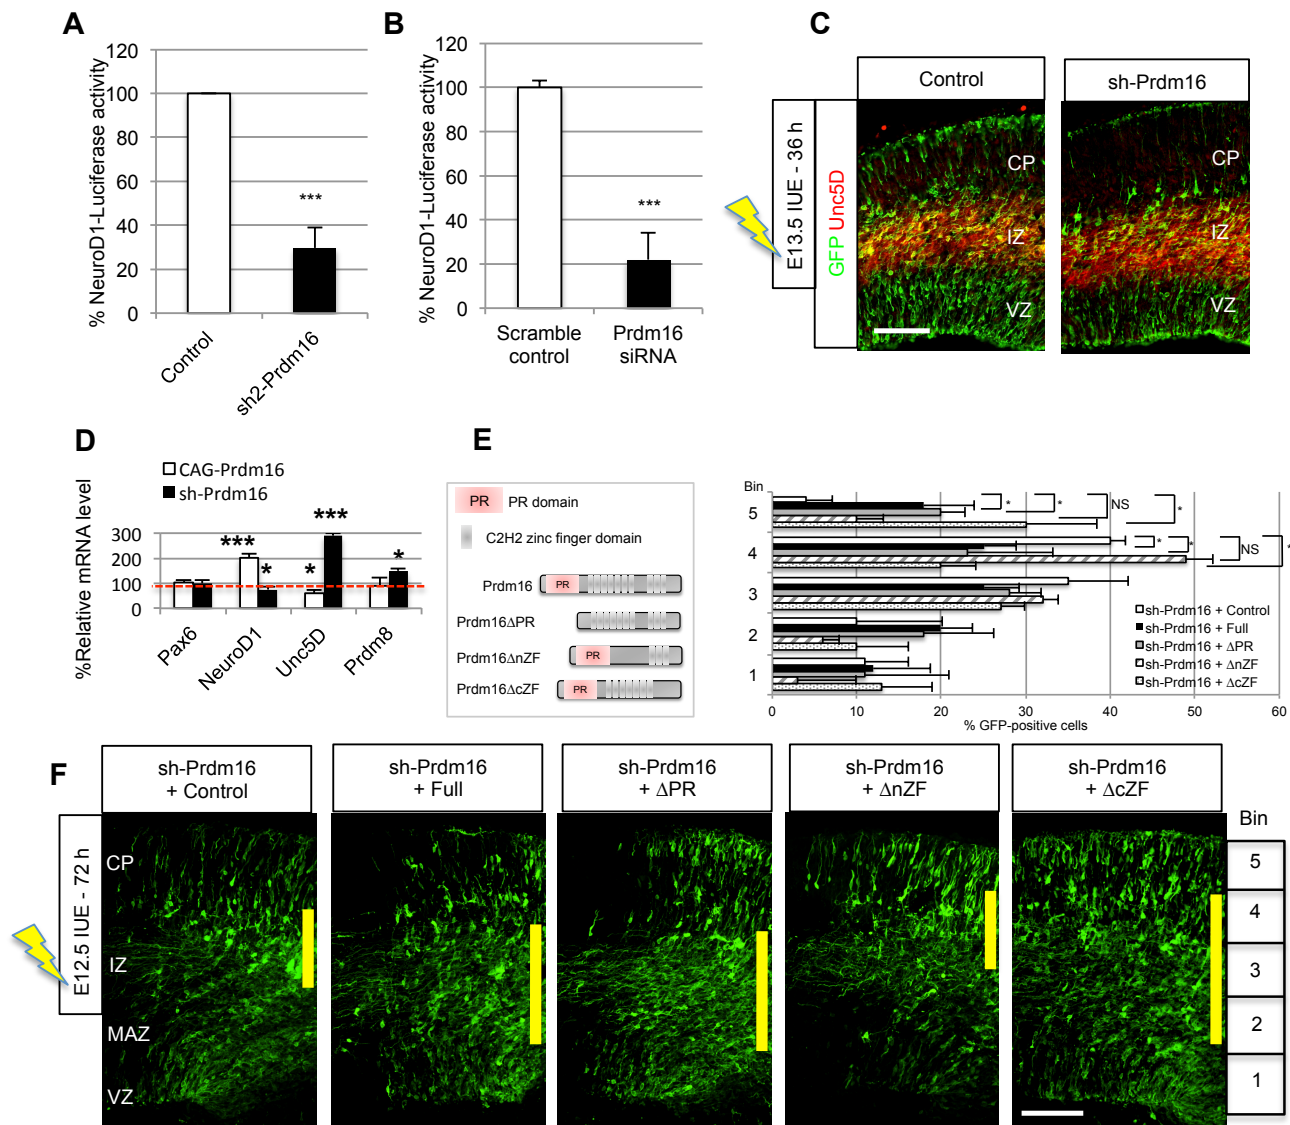 A
% NeuroD1-Luciferase activity
120
100
80
60
40
20
0
***
Control
sh2-Prdm16
B
% NeuroD1-Luciferase activity
120
100
80
60
40
20
0
***
Scramble
control
Prdm16
siRNA
C
Control
sh-Prdm16
E13.5 IUE - 36 h
GFP Unc5D
CP
IZ
VZ
CP
IZ
VZ
D
CAG-Prdm16
sh-Prdm16
%Relative mRNA level
300
200
100
0
***
*
*
***
*
Pax6
NeuroD1
Unc5D
Prdm8
E
PR PR domain
C2H2 zinc finger domain
Prdm16 PR
Prdm16ΔPR
Prdm16ΔnZF PR
Prdm16ΔcZF PR
Bin
5
4
3
2
1
* * NS *
* * NS *
sh-Prdm16 + Control
sh-Prdm16 + Full
sh-Prdm16 + ΔPR
sh-Prdm16 + ΔnZF
sh-Prdm16 + ΔcZF
0 10 20 30 40 50 60
% GFP-positive cells
F
sh-Prdm16
+ Control
sh-Prdm16
+ Full
sh-Prdm16
+ ΔPR
sh-Prdm16
+ ΔnZF
sh-Prdm16
+ ΔcZF
E12.5 IUE - 72 h
CP
IZ
MAZ
VZ
Bin
5
4
3
2
1